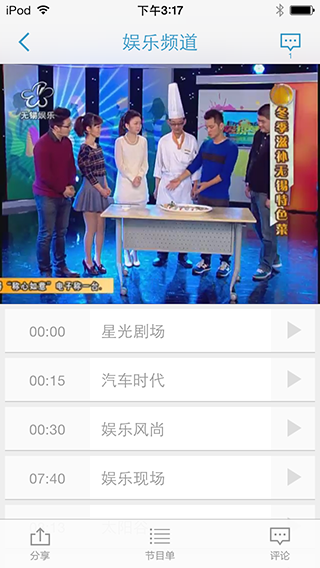 iPod 下午3:17
娱乐频道
1
无锡娱乐
冬季滋补无锡特色菜
"称心如意"电子称一台
00:00 星光剧场
00:15 汽车时代
00:30 娱乐风尚
07:40 娱乐现场
分享 节目单 评论